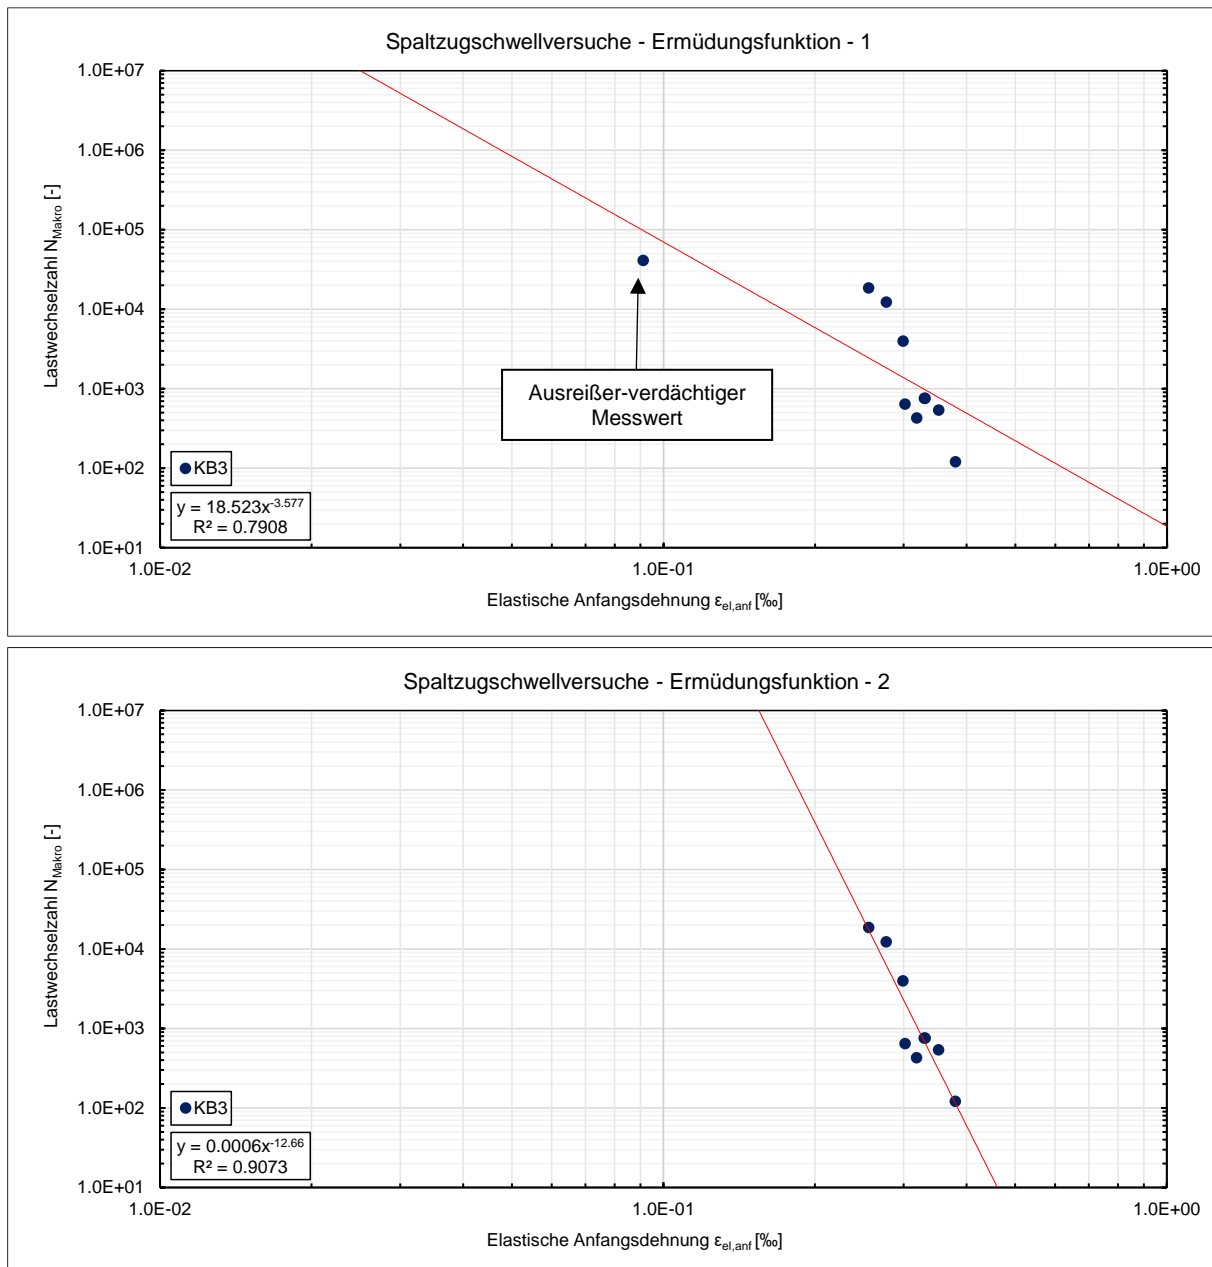 Spaltzugschwellversuche - Ermüdungsfunktion - 1
1.0E+07
1.0E+06
1.0E+05
1.0E+04
1.0E+03
1.0E+02
1.0E+01
Lastwechselzahl N_Makro [-]
Ausreißer-verdächtiger
Messwert
KB3
y = 18.523x^-3.577
R² = 0.7908
1.0E-02 1.0E-01 1.0E+00
Elastische Anfangsdehnung ε_el,anf [‰]
Spaltzugschwellversuche - Ermüdungsfunktion - 2
1.0E+07
1.0E+06
1.0E+05
1.0E+04
1.0E+03
1.0E+02
1.0E+01
Lastwechselzahl N_Makro [-]
KB3
y = 0.0006x^-12.66
R² = 0.9073
1.0E-02 1.0E-01 1.0E+00
Elastische Anfangsdehnung ε_el,anf [‰]